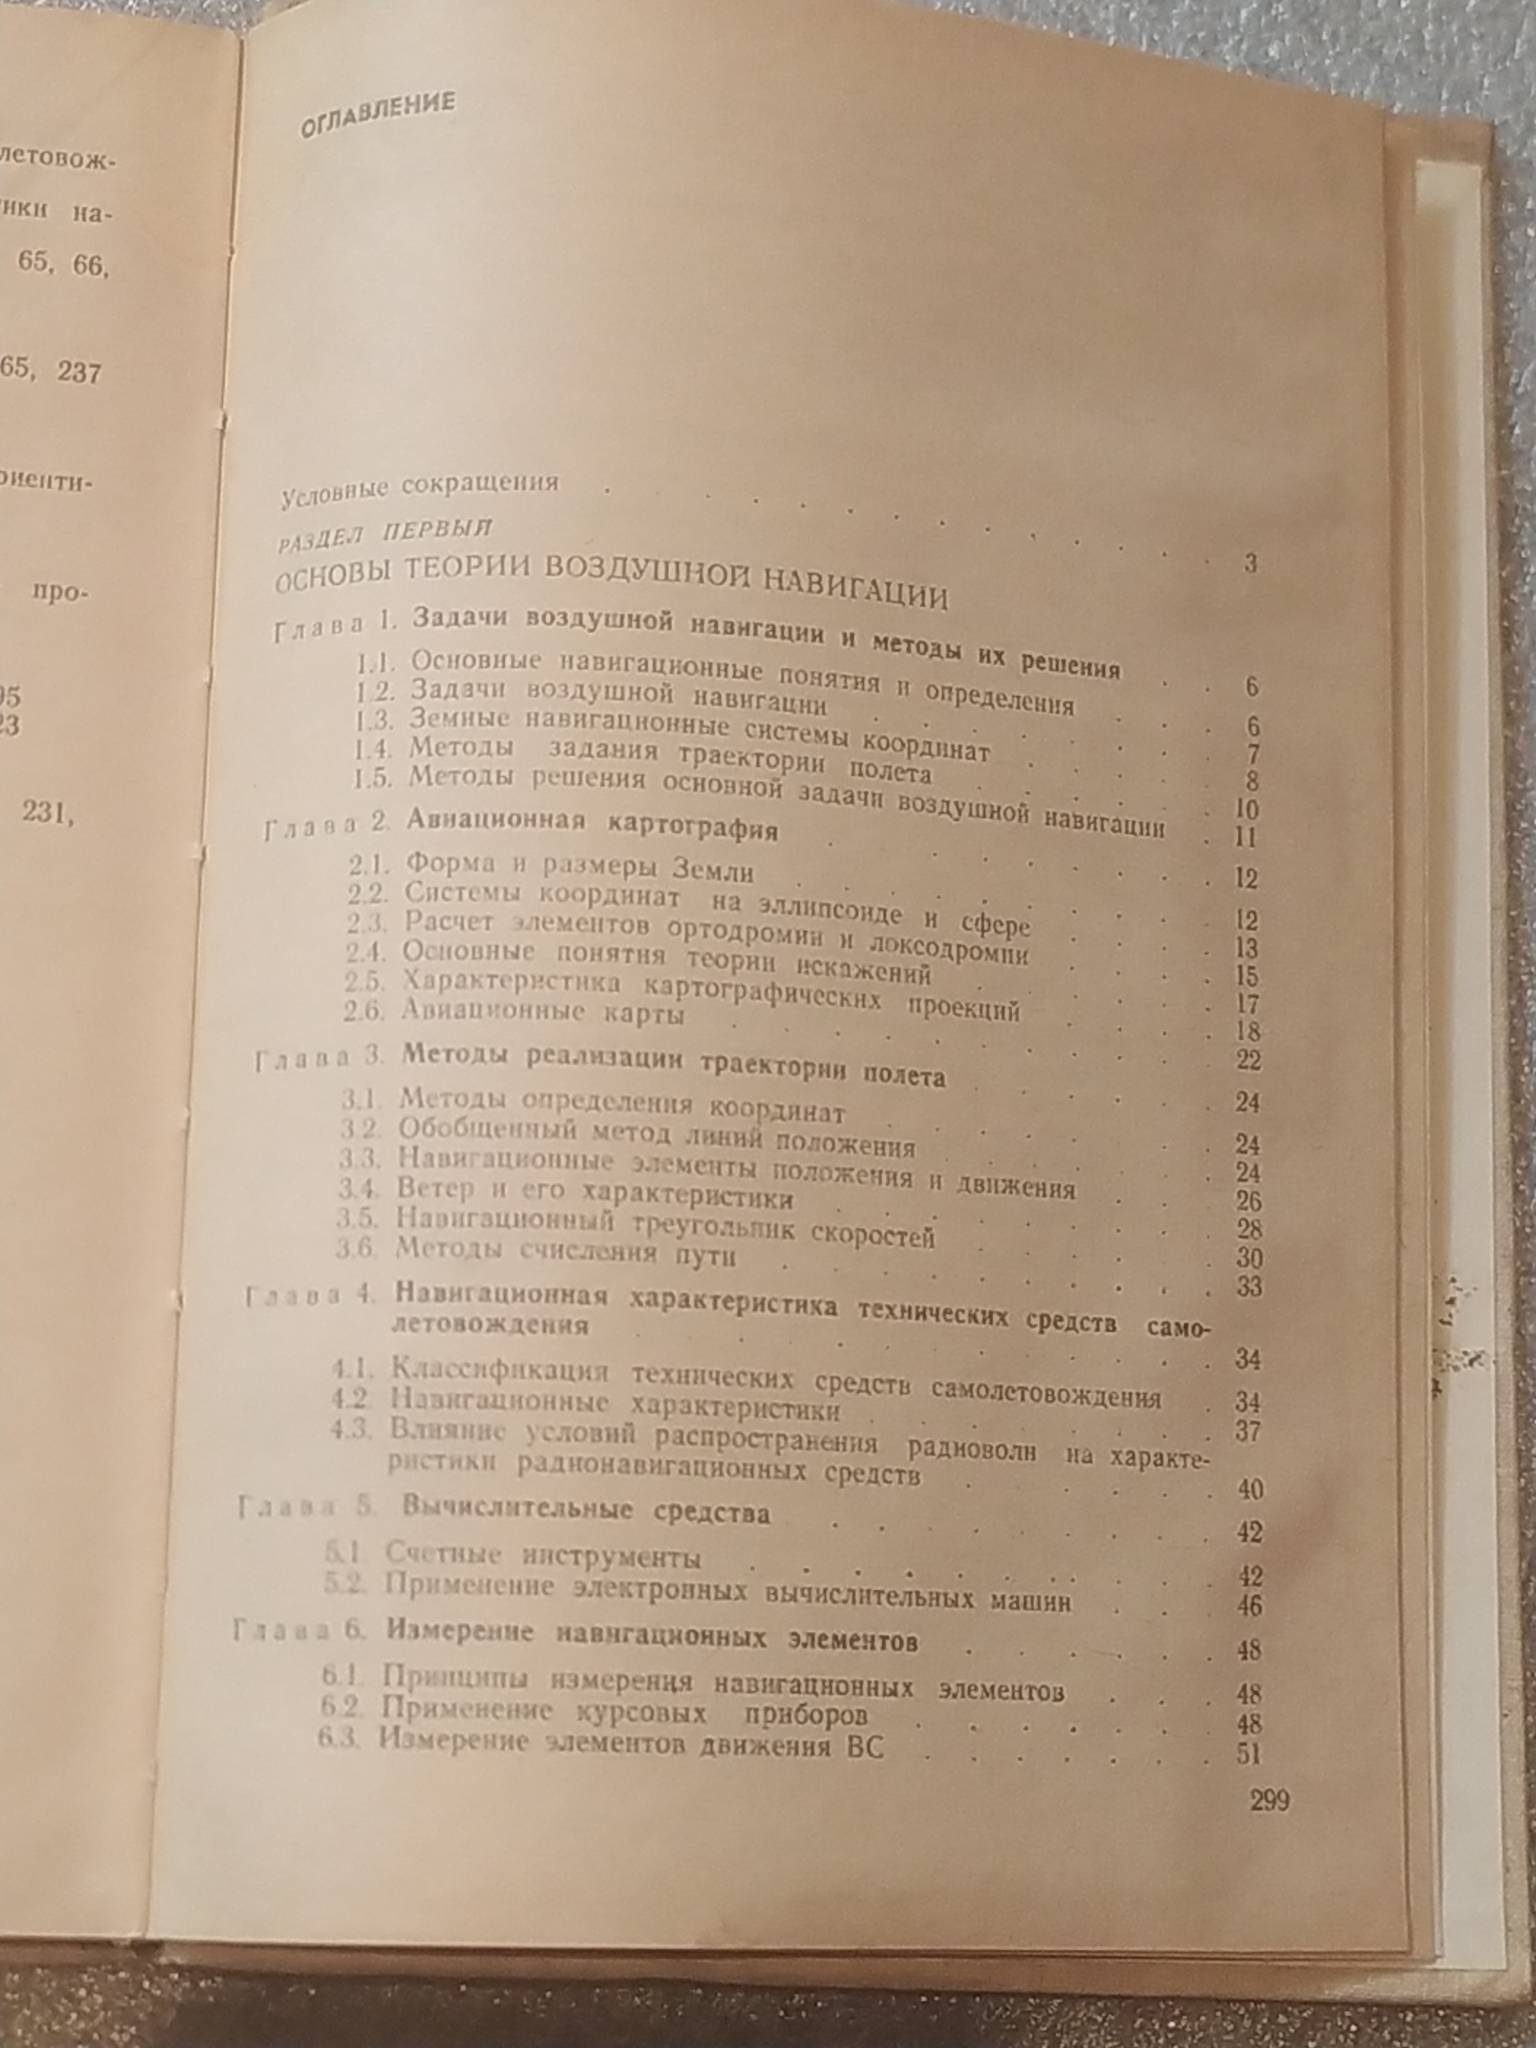 летовож-
ики на-
65, 66,
65, 237
риенти-
про-
95
23
231,
ОГЛАВЛЕНИЕ
Условные сокращения . . . . . . . . . . . 3
РАЗДЕЛ ПЕРВЫЙ
ОСНОВЫ ТЕОРИИ ВОЗДУШНОЙ НАВИГАЦИИ
Глава 1. Задачи воздушной навигации и методы их решения . . 6
1.1. Основные навигационные понятия и определения . . . 6
1.2. Задачи воздушной навигации . . . . . . . 7
1.3. Земные навигационные системы координат . . . . 8
1.4. Методы задания траектории полета . . . . . 10
1.5. Методы решения основной задачи воздушной навигации . 11
Глава 2. Авиационная картография . . . . . . . 12
2.1. Форма и размеры Земли . . . . . . . . 12
2.2. Системы координат на эллипсоиде и сфере . . . . 13
2.3. Расчет элементов ортодромии и локсодромии . . . 15
2.4. Основные понятия теории искажений . . . . . 17
2.5. Характеристика картографических проекций . . . . 18
2.6. Авиационные карты . . . . . . . . . 22
Глава 3. Методы реализации траектории полета . . . . . 24
3.1. Методы определения координат . . . . . . 24
3.2. Обобщенный метод линий положения . . . . . 24
3.3. Навигационные элементы положения и движения . . . 26
3.4. Ветер и его характеристики . . . . . . . 28
3.5. Навигационный треугольник скоростей . . . . . 30
3.6. Методы счисления пути . . . . . . . . 33
Глава 4. Навигационная характеристика технических средств само-
летовождения . . . . . . . . . . 34
4.1. Классификация технических средств самолетовождения . 34
4.2. Навигационные характеристики . . . . . . 37
4.3. Влияние условий распространения радиоволн на характе-
ристики радионавигационных средств . . . . . 40
Глава 5. Вычислительные средства . . . . . . . . 42
5.1. Счетные инструменты . . . . . . . . . 42
5.2. Применение электронных вычислительных машин . . . 46
Глава 6. Измерение навигационных элементов . . . . . 48
6.1. Принципы измерения навигационных элементов . . . 48
6.2. Применение курсовых приборов . . . . . . 48
6.3. Измерение элементов движения ВС . . . . . . 51
299